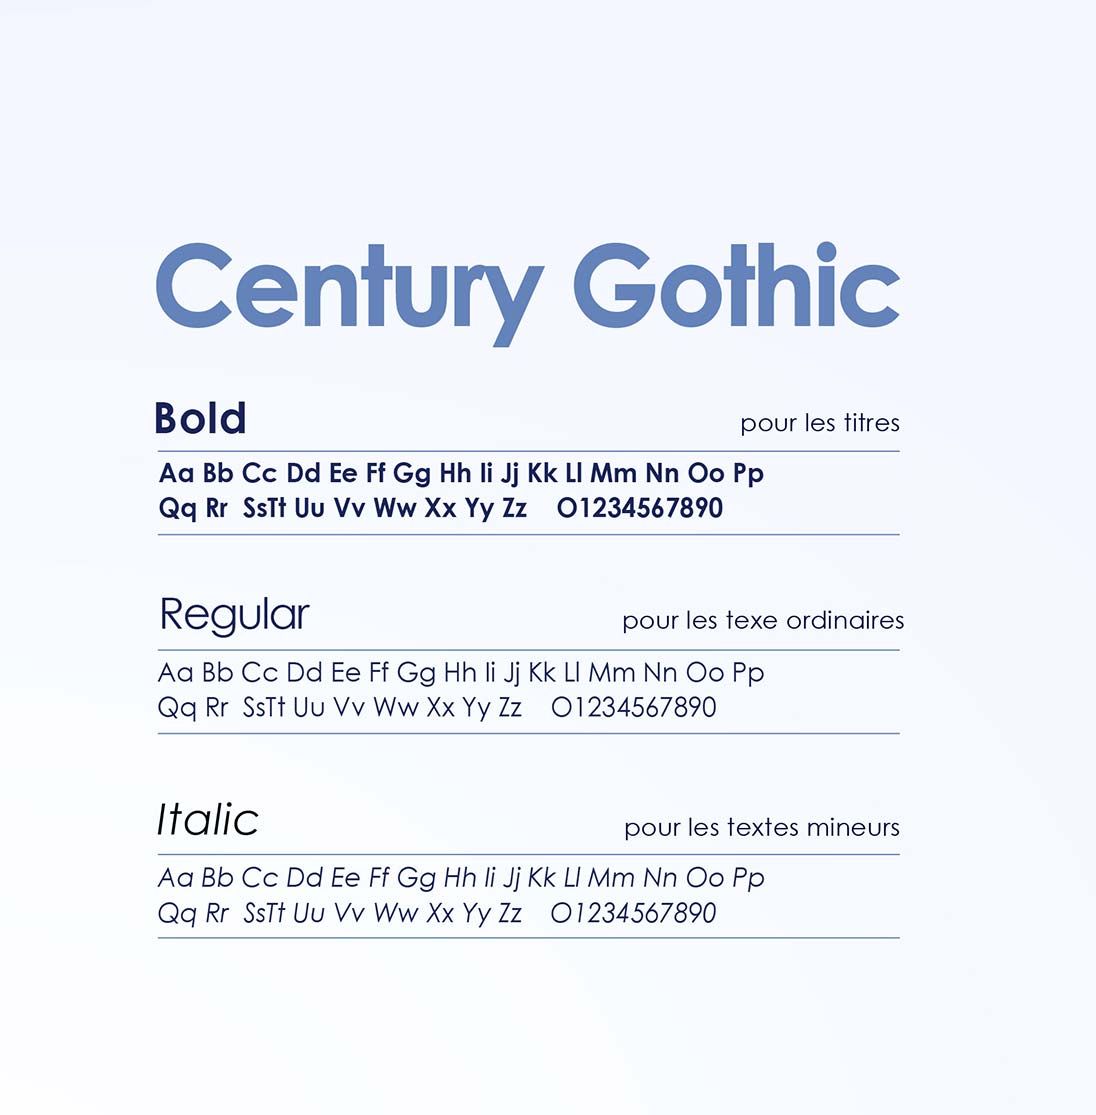 Century Gothic
Bold
pour les titres
Aa Bb Cc Dd Ee Ff Gg Hh Ii Jj Kk Ll Mm Nn Oo Pp
Qq Rr SsTt Uu Vv Ww Xx Yy Zz O1234567890
Regular
pour les texe ordinaires
Aa Bb Cc Dd Ee Ff Gg Hh Ii Jj Kk Ll Mm Nn Oo Pp
Qq Rr SsTt Uu Vv Ww Xx Yy Zz O1234567890
Italic
pour les textes mineurs
Aa Bb Cc Dd Ee Ff Gg Hh Ii Jj Kk Ll Mm Nn Oo Pp
Qq Rr SsTt Uu Vv Ww Xx Yy Zz O1234567890